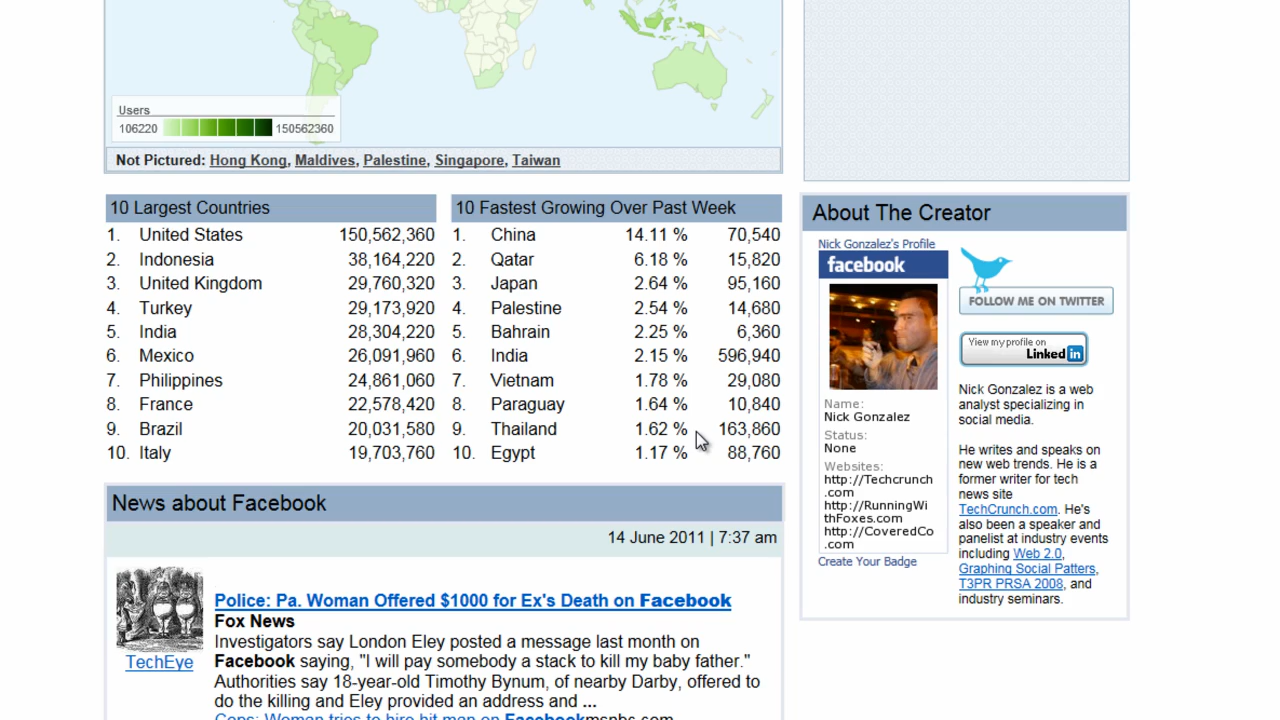 Users
106220 150562360
Not Pictured: Hong Kong, Maldives, Palestine, Singapore, Taiwan
10 Largest Countries
1. United States 150,562,360
2. Indonesia 38,164,220
3. United Kingdom 29,760,320
4. Turkey 29,173,920
5. India 28,304,220
6. Mexico 26,091,960
7. Philippines 24,861,060
8. France 22,578,420
9. Brazil 20,031,580
10. Italy 19,703,760
10 Fastest Growing Over Past Week
1. China 14.11 % 70,540
2. Qatar 6.18 % 15,820
3. Japan 2.64 % 95,160
4. Palestine 2.54 % 14,680
5. Bahrain 2.25 % 6,360
6. India 2.15 % 596,940
7. Vietnam 1.78 % 29,080
8. Paraguay 1.64 % 10,840
9. Thailand 1.62 % 163,860
10. Egypt 1.17 % 88,760
News about Facebook
14 June 2011 | 7:37 am
TechEye
Police: Pa. Woman Offered $1000 for Ex's Death on Facebook
Fox News
Investigators say London Eley posted a message last month on
Facebook saying, "I will pay somebody a stack to kill my baby father."
Authorities say 18-year-old Timothy Bynum, of nearby Darby, offered to
do the killing and Eley provided an address and ...
Cops: Woman tries to hire hit man on Facebookmsnbc.com
About The Creator
Nick Gonzalez's Profile
facebook
Name:
Nick Gonzalez
Status:
None
Websites:
http://Techcrunch
.com
http://RunningWi
thFoxes.com
http://CoveredCo
.com
Create Your Badge
FOLLOW ME ON TWITTER
View my profile on
Linked in
Nick Gonzalez is a web
analyst specializing in
social media.
He writes and speaks on
new web trends. He is a
former writer for tech
news site
TechCrunch.com. He's
also been a speaker and
panelist at industry events
including Web 2.0,
Graphing Social Patters,
T3PR PRSA 2008, and
industry seminars.